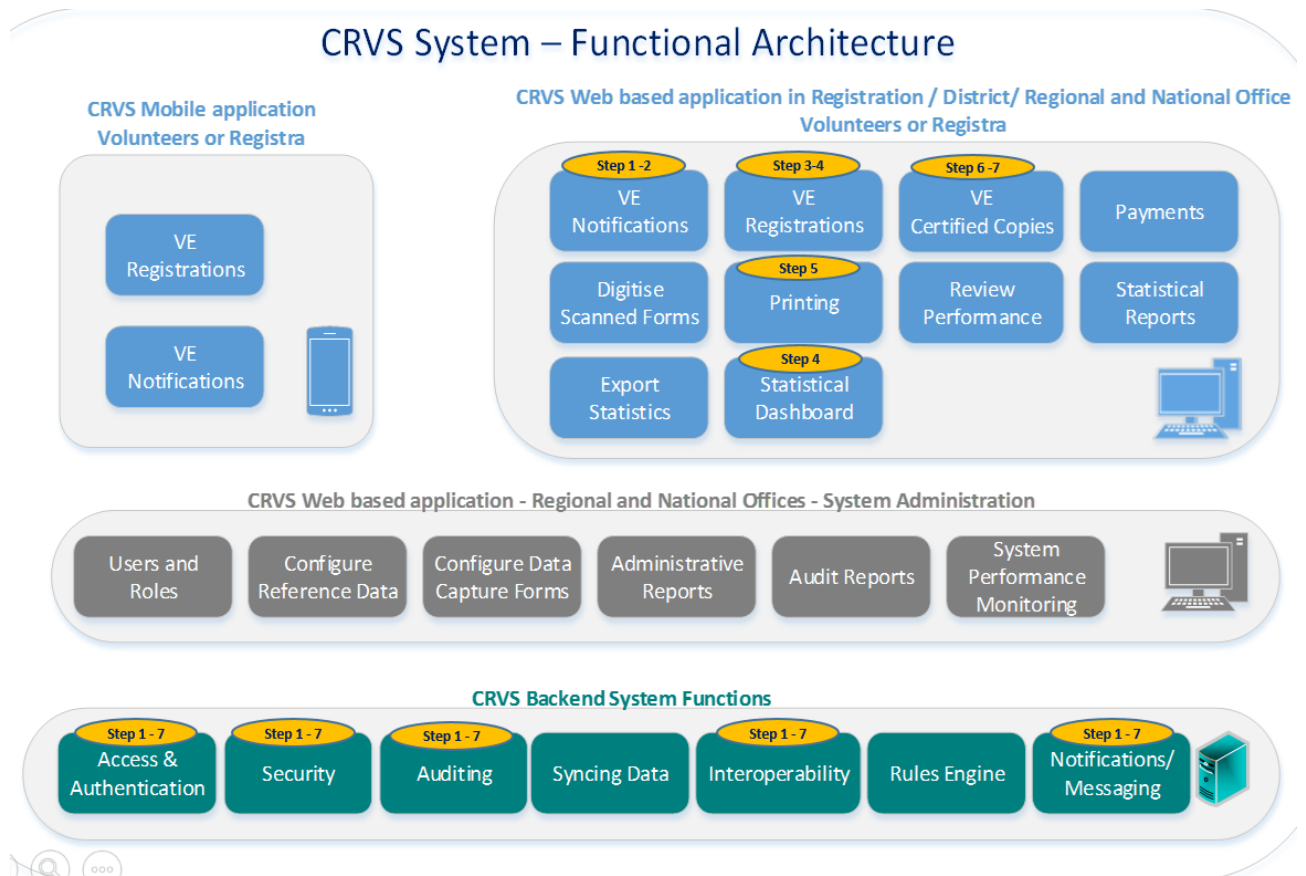 CRVS System – Functional Architecture
CRVS Mobile application
Volunteers or Registra
VE
Registrations
VE
Notifications
CRVS Web based application in Registration / District/ Regional and National Office
Volunteers or Registra
Step 1 -2
VE
Notifications
Step 3-4
VE
Registrations
Step 6 -7
VE
Certified Copies
Payments
Digitise
Scanned Forms
Step 5
Printing
Review
Performance
Statistical
Reports
Export
Statistics
Step 4
Statistical
Dashboard
CRVS Web based application - Regional and National Offices - System Administration
Users and
Roles
Configure
Reference Data
Configure Data
Capture Forms
Administrative
Reports
Audit Reports
System
Performance
Monitoring
CRVS Backend System Functions
Step 1 - 7
Access &
Authentication
Step 1 - 7
Security
Step 1 - 7
Auditing
Syncing Data
Step 1 - 7
Interoperability
Rules Engine
Step 1 - 7
Notifications/
Messaging